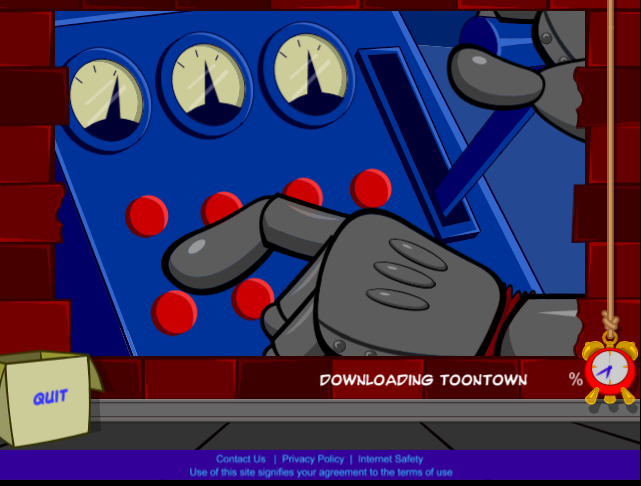 DOWNLOADING TOONTOWN %
QUIT
Contact Us | Privacy Policy | Internet Safety
Use of this site signifies your agreement to the terms of use